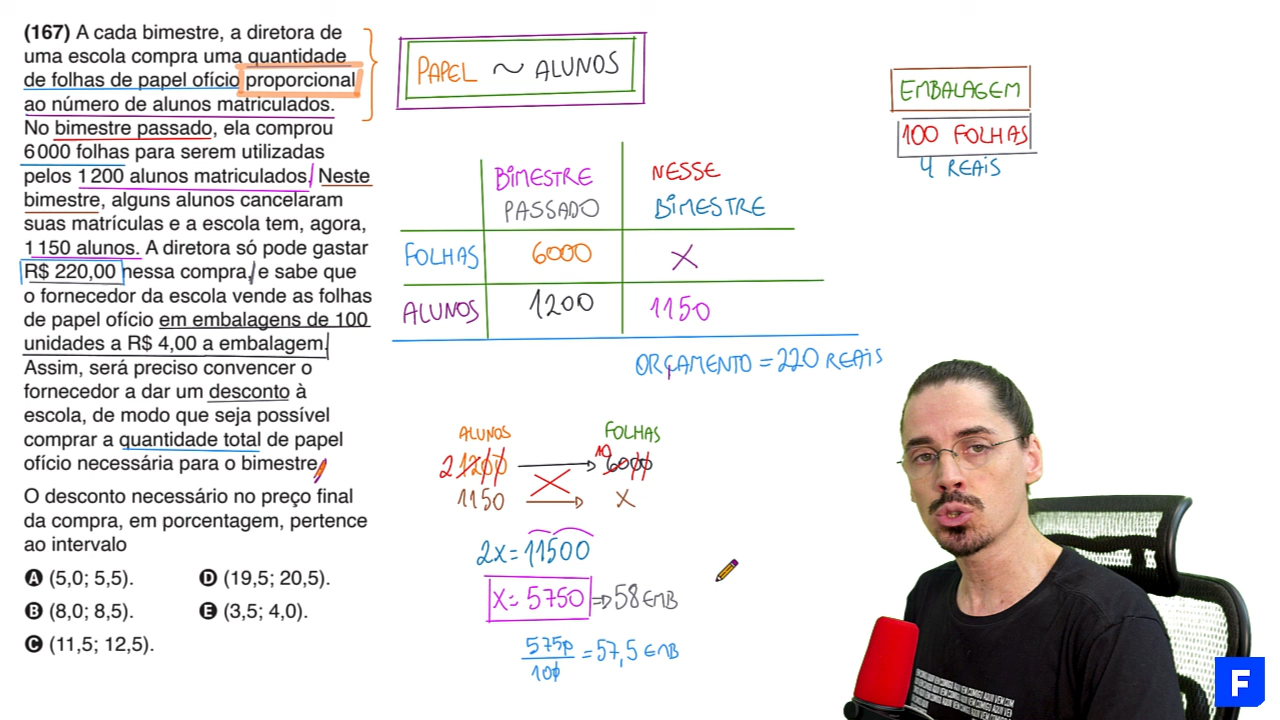 (167) A cada bimestre, a diretora de
uma escola compra uma quantidade
de folhas de papel ofício proporcional
ao número de alunos matriculados.
No bimestre passado, ela comprou
6 000 folhas para serem utilizadas
pelos 1 200 alunos matriculados. Neste
bimestre, alguns alunos cancelaram
suas matrículas e a escola tem, agora,
1 150 alunos. A diretora só pode gastar
R$ 220,00 nessa compra, e sabe que
o fornecedor da escola vende as folhas
de papel ofício em embalagens de 100
unidades a R$ 4,00 a embalagem.
Assim, será preciso convencer o
fornecedor a dar um desconto à
escola, de modo que seja possível
comprar a quantidade total de papel
ofício necessária para o bimestre.
O desconto necessário no preço final
da compra, em porcentagem, pertence
ao intervalo
A (5,0; 5,5).
B (8,0; 8,5).
C (11,5; 12,5).
D (19,5; 20,5).
E (3,5; 4,0).
PAPEL ~ ALUNOS
EMBALAGEM
100 FOLHAS
4 REAIS
BIMESTRE PASSADO
NESSE BIMESTRE
FOLHAS 6000 X
ALUNOS 1200 1150
ORÇAMENTO = 220 REAIS
ALUNOS FOLHAS
2 1200 → 10 6000
1150 → X
2X = 11500
X = 5750 ⇒ 58 EMB
5750/100 = 57,5 EMB
F